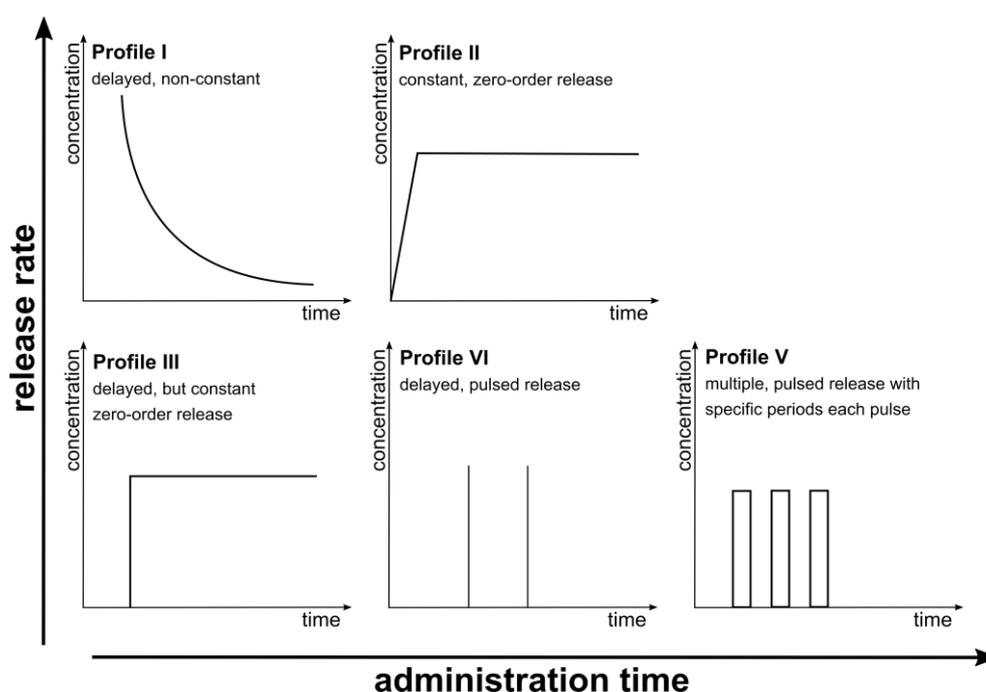 release rate
concentration
Profile I
delayed, non-constant
time
concentration
Profile II
constant, zero-order release
time
concentration
Profile III
delayed, but constant
zero-order release
time
concentration
Profile VI
delayed, pulsed release
time
concentration
Profile V
multiple, pulsed release with
specific periods each pulse
time
administration time